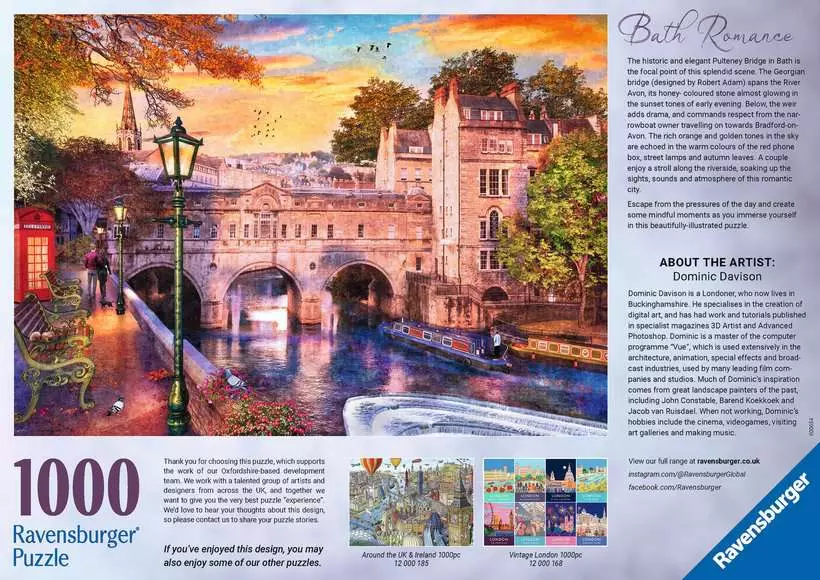 Bath Romance
The historic and elegant Pulteney Bridge in Bath is
the focal point of this splendid scene. The Georgian
bridge (designed by Robert Adam) spans the River
Avon, its honey- coloured stone almost glowing in
the sunset tones of early evening. Below, the weir
adds drama, and commands respect from the nar-
rowboat owner travelling on towards Bradford-on-
Avon. The rich orange and golden tones in the sky
are echoed in the warm colours of the red phone
box, street lamps and autumn leaves. A couple
enjoy a stroll along the riverside, soaking up the
sights, sounds and atmosphere of this romantic
city.
Escape from the pressures of the day and create
some mindful moments as you immerse yourself
in this beautifully-illustrated puzzle.
ABOUT THE ARTIST:
Dominic Davison
Dominic Davison is a Londoner, who now lives in
Buckinghamshire. He specialises in the creation of
digital art, and has had work and tutorials published
in specialist magazines 3D Artist and Advanced
Photoshop. Dominic is a master of the computer
programme "Vue", which is used extensively in the
architecture, animation, special effects and broad-
cast industries, used by many leading film com-
panies and studios. Much of Dominic's inspiration
comes from great landscape painters of the past,
including John Constable, Barend Koekkoek and
Jacob van Ruisdael. When not working, Dominic's
hobbies include the cinema, videogames, visiting
art galleries and making music.
View our full range at ravensburger.co.uk
instagram.com/@RavensburgerGlobal
facebook.com/Ravensburger
Ravensburger
TELEPHONE
1000
Ravensburger®
Puzzle
Thank you for choosing this puzzle, which supports
the work of our Oxfordshire-based development
team. We work with a talented group of artists and
designers from across the UK, and together we
want to give you the very best puzzle "experience".
We'd love to hear your thoughts about this design,
so please contact us to share your puzzle stories.
If you've enjoyed this design, you may
also enjoy some of our other puzzles.
Around the UK & Ireland 1000pc
12 000 185
LONDON LONDON LONDON LONDON
LONDON LONDON LONDON LONDON
Vintage London 1000pc
12 000 168